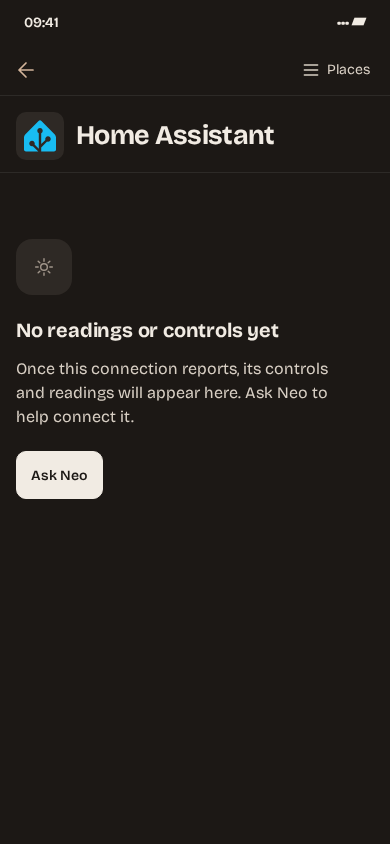 09:41
Places
Home Assistant
No readings or controls yet
Once this connection reports, its controls
and readings will appear here. Ask Neo to
help connect it.
Ask Neo